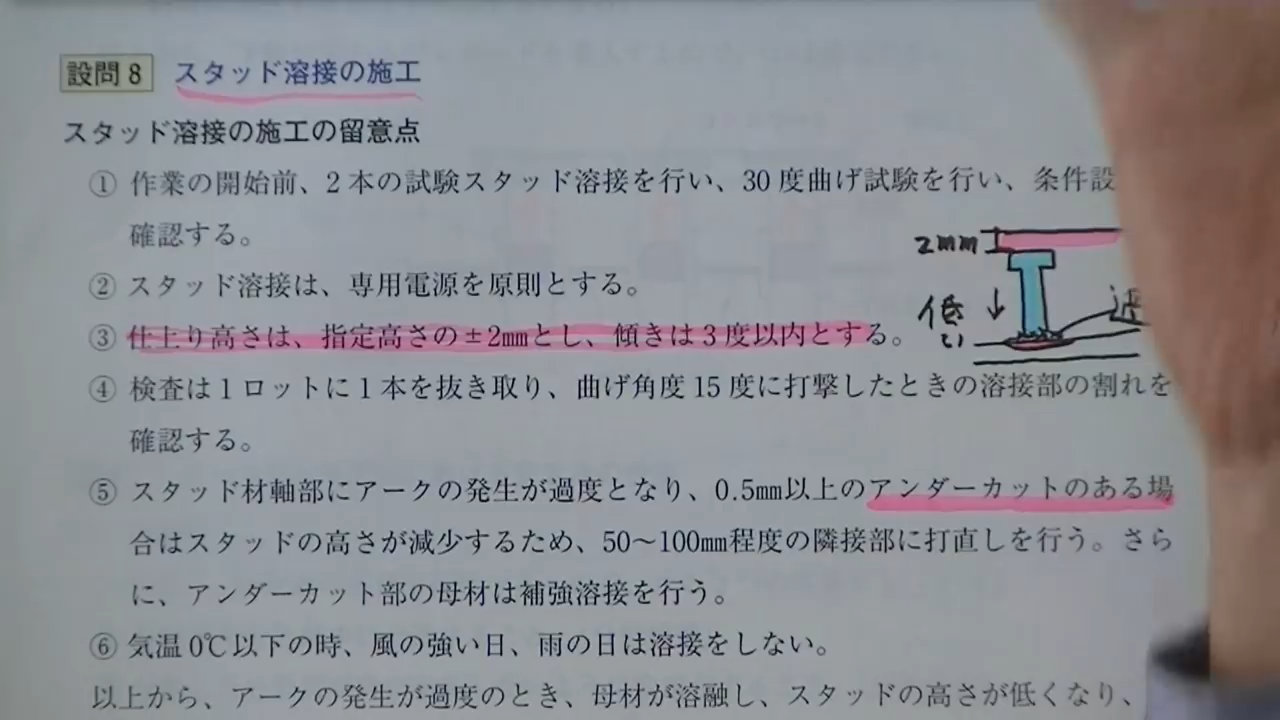 設問8 スタッド溶接の施工
スタッド溶接の施工の留意点
① 作業の開始前、2本の試験スタッド溶接を行い、30度曲げ試験を行い、条件設
確認する。
2mm
② スタッド溶接は、専用電源を原則とする。
低
い
③ 仕上り高さは、指定高さの±2mmとし、傾きは3度以内とする。
④ 検査は1ロットに1本を抜き取り、曲げ角度15度に打撃したときの溶接部の割れを
確認する。
⑤ スタッド材軸部にアークの発生が過度となり、0.5mm以上のアンダーカットのある場
合はスタッドの高さが減少するため、50～100mm程度の隣接部に打直しを行う。さら
に、アンダーカット部の母材は補強溶接を行う。
⑥ 気温0℃以下の時、風の強い日、雨の日は溶接をしない。
以上から、アークの発生が過度のとき、母材が溶融し、スタッドの高さが低くなり、